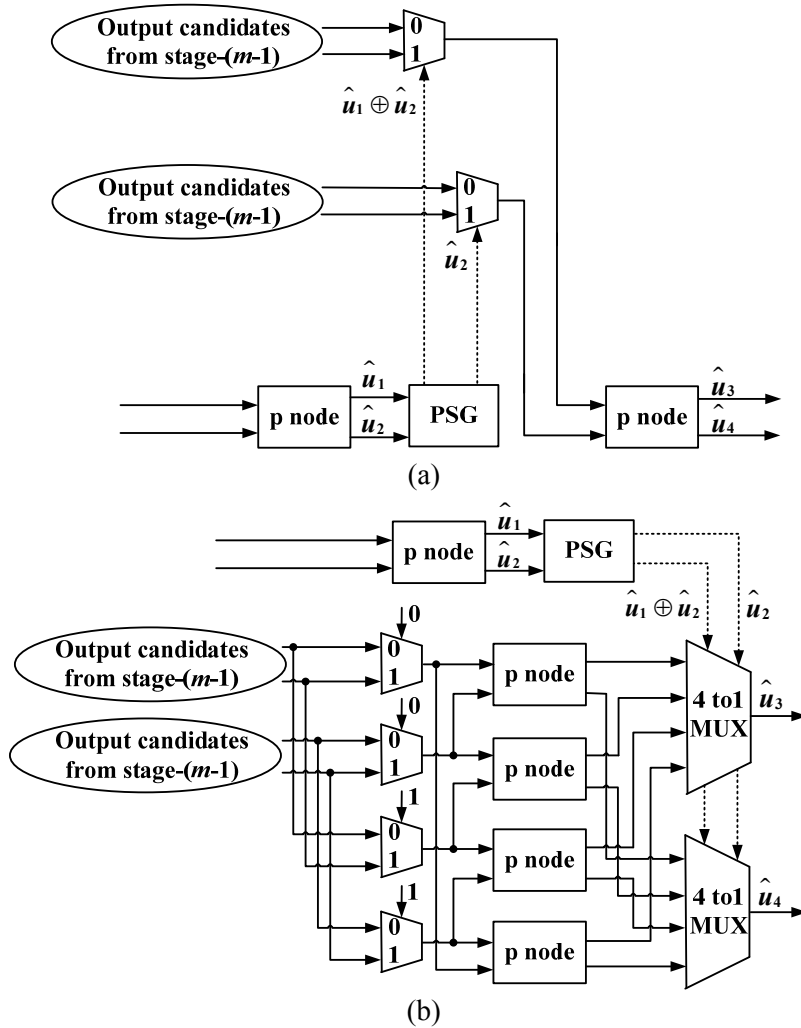 Output candidates
from stage-(m-1)
0
1
û₁ ⊕ û₂
Output candidates
from stage-(m-1)
0
1
û₂
p node
û₁
û₂
PSG
p node
û₃
û₄
(a)
p node
û₁
û₂
PSG
û₁ ⊕ û₂
û₂
Output candidates
from stage-(m-1)
0
0
1
p node
4 to1
MUX
û₃
Output candidates
from stage-(m-1)
0
0
1
p node
1
0
1
p node
1
0
1
p node
4 to1
MUX
û₄
(b)